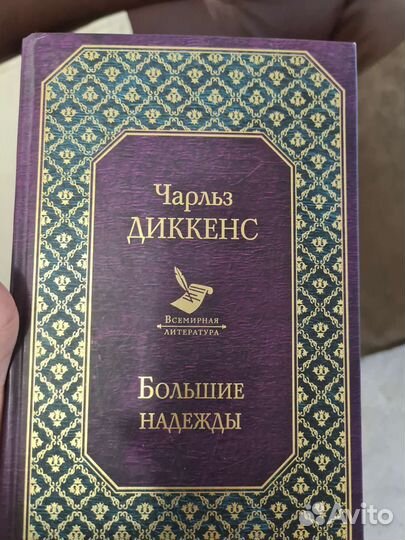 Чарльз
ДИККЕНС
ВСЕМИРНАЯ
ЛИТЕРАТУРА
БОЛЬШИЕ
НАДЕЖДЫ
Avito